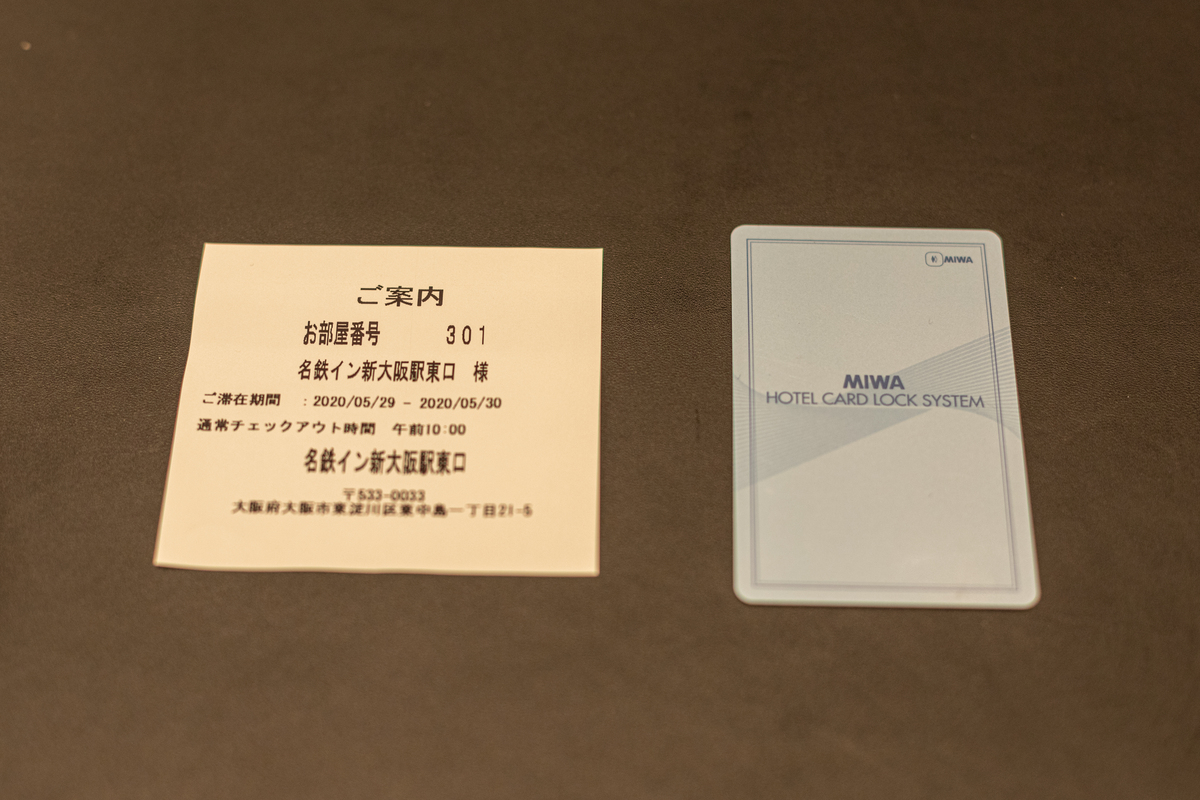 ご案内
お部屋番号 301
名鉄イン新大阪駅東口 様
ご滞在期間 : 2020/05/29 - 2020/05/30
通常チェックアウト時間 午前10:00
名鉄イン新大阪駅東口
〒533-0033
大阪府大阪市東淀川区東中島一丁目21-5
MIWA
MIWA
HOTEL CARD LOCK SYSTEM